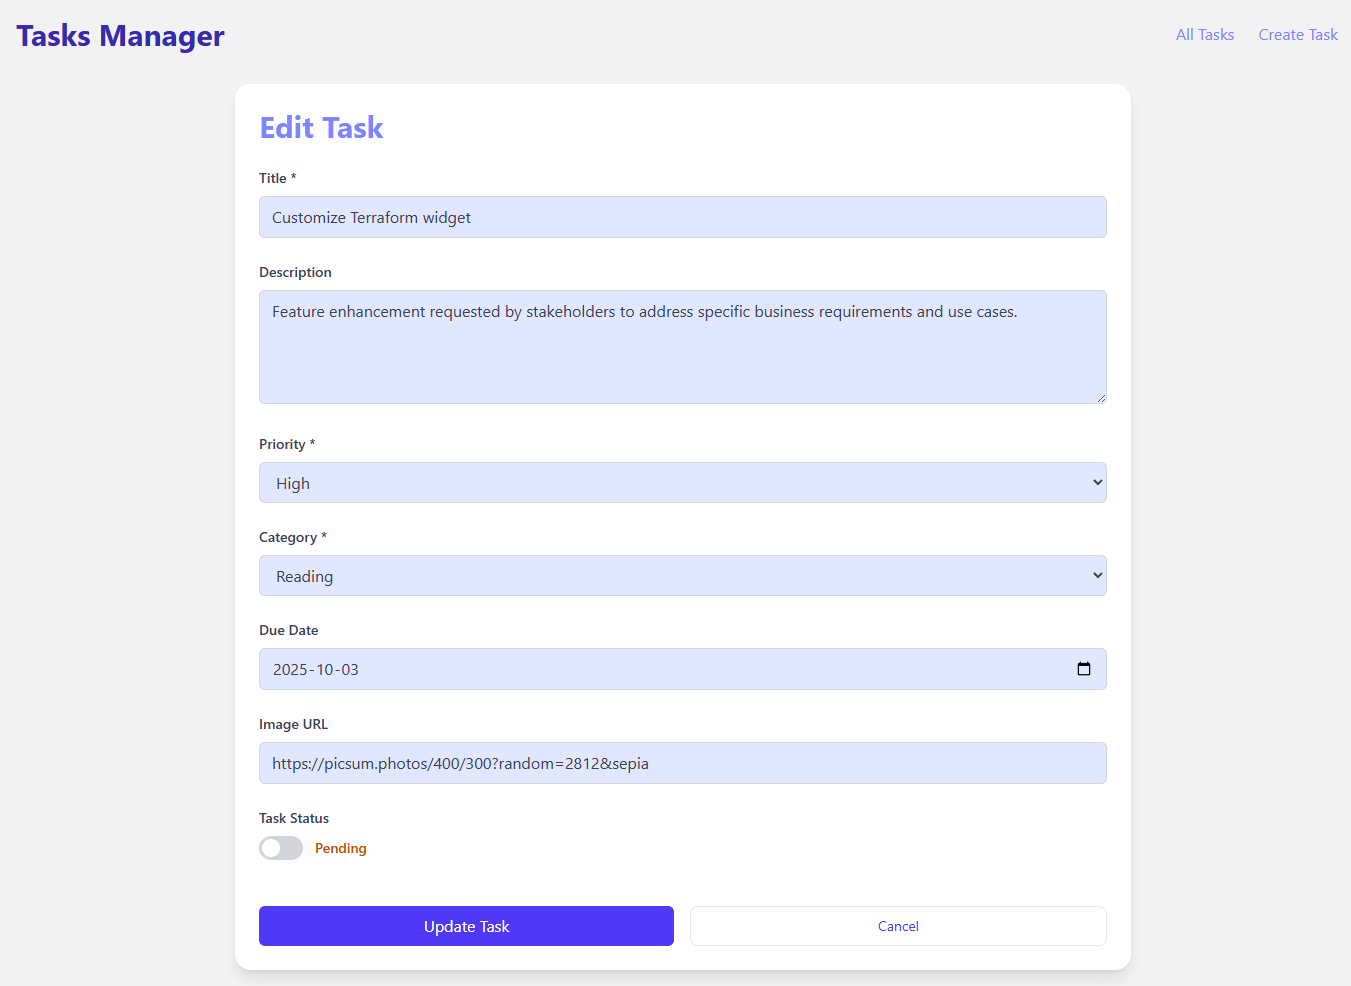 Tasks Manager
All Tasks
Create Task
Edit Task
Title *
Customize Terraform widget
Description
Feature enhancement requested by stakeholders to address specific business requirements and use cases.
Priority *
High
Category *
Reading
Due Date
2025-10-03
Image URL
https://picsum.photos/400/300?random=2812&sepia
Task Status
Pending
Update Task
Cancel